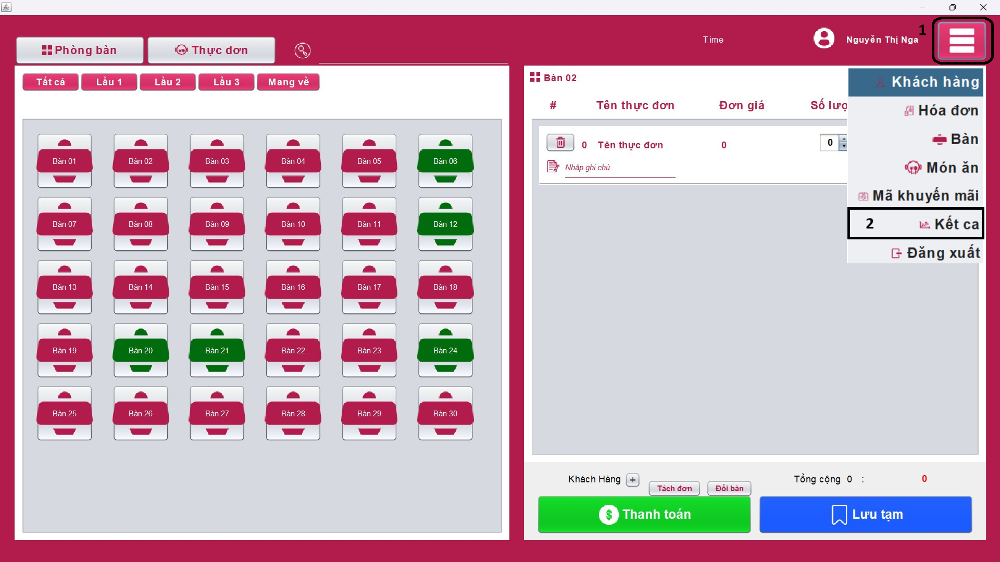 Phòng bàn
Thực đơn
Time
Nguyễn Thị Nga
1
Tất cả
Lầu 1
Lầu 2
Lầu 3
Mang về
Bàn 01
Bàn 02
Bàn 03
Bàn 04
Bàn 05
Bàn 06
Bàn 07
Bàn 08
Bàn 09
Bàn 10
Bàn 11
Bàn 12
Bàn 13
Bàn 14
Bàn 15
Bàn 16
Bàn 17
Bàn 18
Bàn 19
Bàn 20
Bàn 21
Bàn 22
Bàn 23
Bàn 24
Bàn 25
Bàn 26
Bàn 27
Bàn 28
Bàn 29
Bàn 30
Bàn 02
# Tên thực đơn Đơn giá Số lượ
0 Tên thực đơn 0 0
Nhập ghi chú
Khách hàng
Hóa đơn
Bàn
Món ăn
Mã khuyến mãi
2 Kết ca
Đăng xuất
Khách Hàng +
Tách đơn
Đổi bàn
Tổng cộng 0 : 0
Thanh toán
Lưu tạm